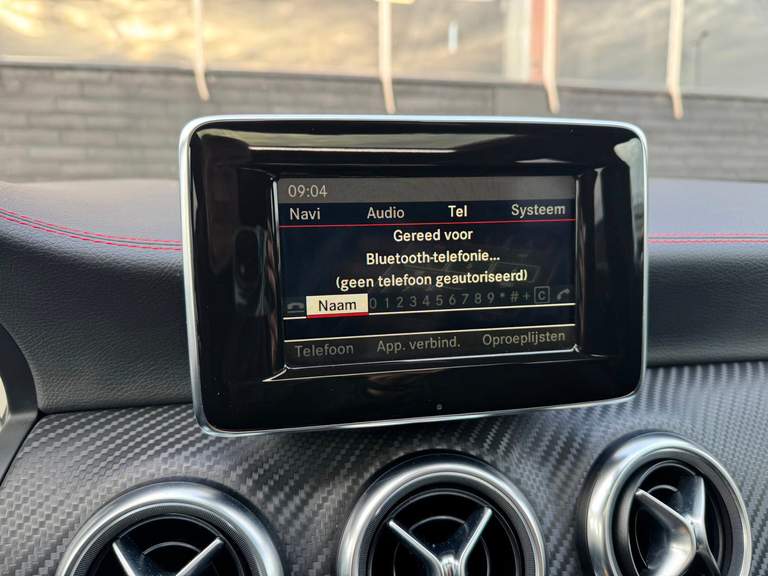 09:04
Navi Audio Tel Systeem
Gereed voor
Bluetooth-telefonie...
(geen telefoon geautoriseerd)
Naam 0 1 2 3 4 5 6 7 8 9 * # + C
Telefoon App. verbind. Oproeplijsten